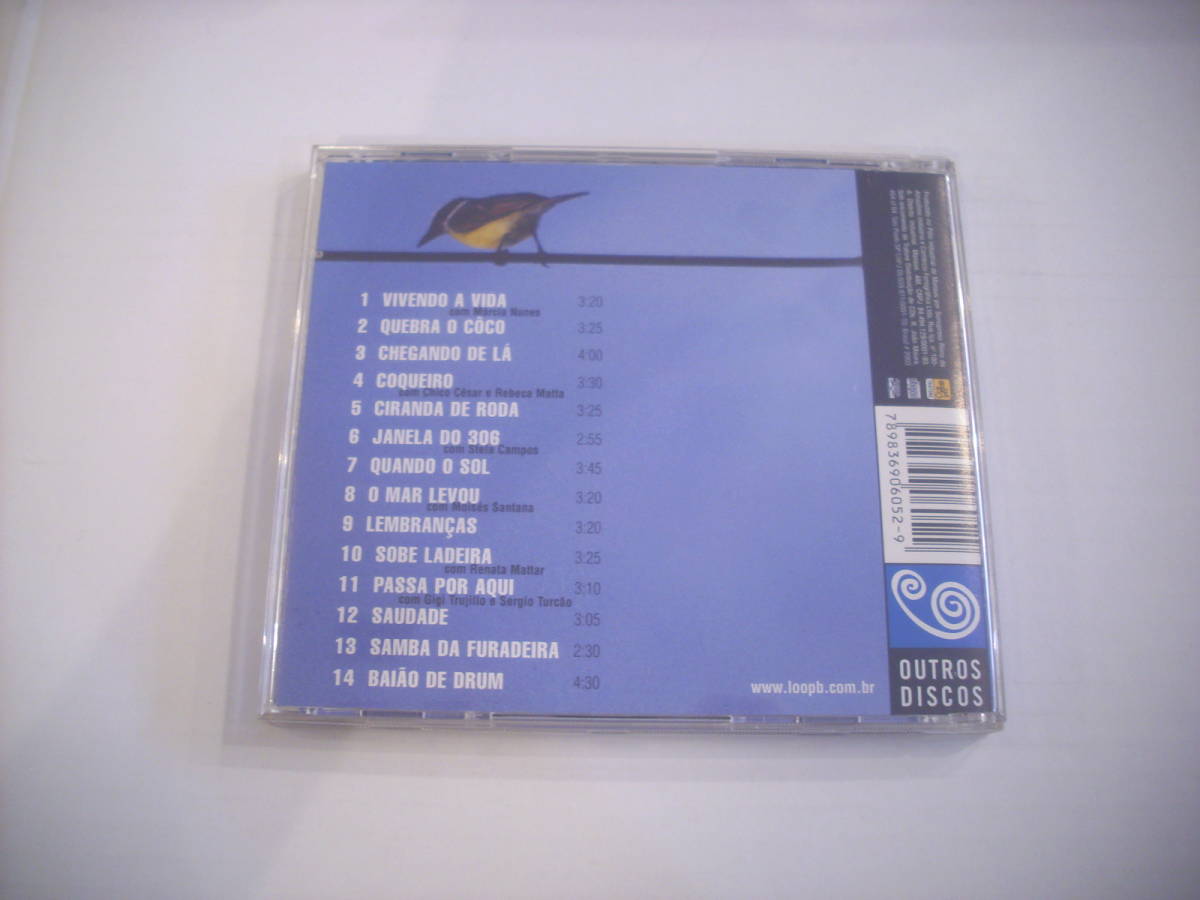 1 VIVENDO A VIDA 3:20
com Márcia Nunes
2 QUEBRA O CÔCO 3:25
3 CHEGANDO DE LÁ 4:00
4 COQUEIRO 3:30
com Chico César e Rebeca Matta
5 CIRANDA DE RODA 3:25
6 JANELA DO 306 2:55
com Stela Campos
7 QUANDO O SOL 3:45
8 O MAR LEVOU 3:20
com Moisés Santana
9 LEMBRANÇAS 3:20
10 SOBE LADEIRA 3:25
com Renata Mattar
11 PASSA POR AQUI 3:10
com Gigi Trujillo e Sérgio Turcão
12 SAUDADE 3:05
13 SAMBA DA FURADEIRA 2:30
14 BAIÃO DE DRUM 4:30
www.loopb.com.br
789836906052-9
OUTROS
DISCOS